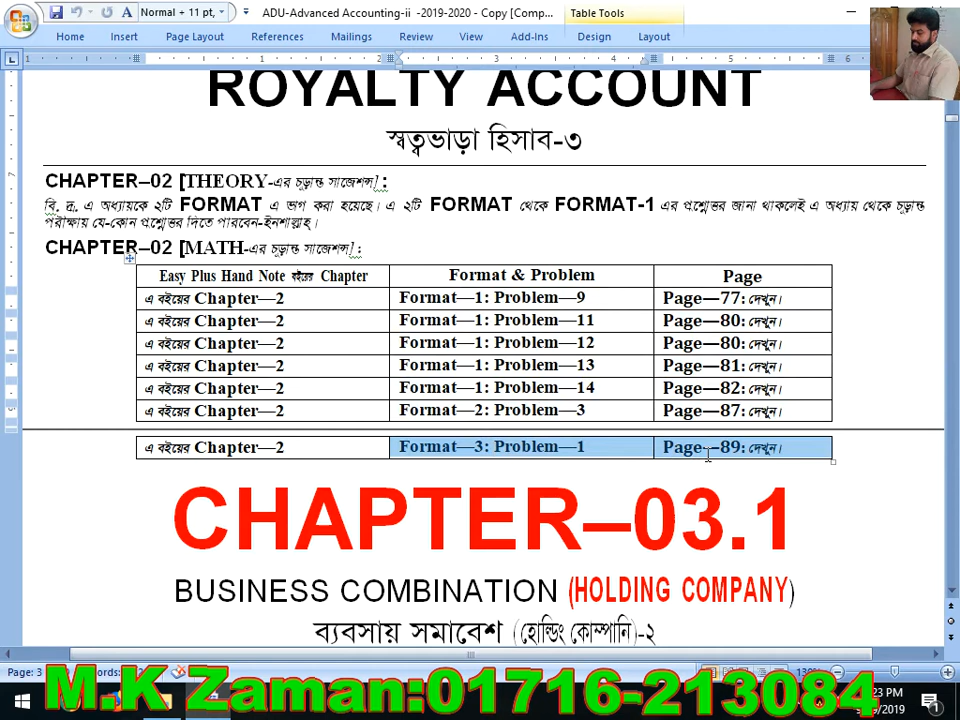 Normal + 11 pt,
ADU-Advanced Accounting-ii -2019-2020 - Copy [Comp...
Table Tools
Home Insert Page Layout References Mailings Review View Add-Ins Design Layout
ROYALTY ACCOUNT
স্বত্বভাড়া হিসাব-৩
CHAPTER–02 [THEORY-এর চূড়ান্ত সাজেশন্স] :
বি. দ্র. এ অধ্যায়কে ২টি FORMAT এ ভাগ করা হয়েছে। এ ২টি FORMAT থেকে FORMAT-1 এর প্রশ্নোত্তর জানা থাকলেই এ অধ্যায় থেকে চূড়ান্ত
পরীক্ষায় যে-কোন প্রশ্নোত্তর দিতে পারবেন-ইনশাল্লাহ্।
CHAPTER–02 [MATH-এর চূড়ান্ত সাজেশন্স] :
Easy Plus Hand Note বইয়ের Chapter Format & Problem Page
এ বইয়ের Chapter—2 Format—1: Problem—9 Page—77: দেখুন।
এ বইয়ের Chapter—2 Format—1: Problem—11 Page—80: দেখুন।
এ বইয়ের Chapter—2 Format—1: Problem—12 Page—80: দেখুন।
এ বইয়ের Chapter—2 Format—1: Problem—13 Page—81: দেখুন।
এ বইয়ের Chapter—2 Format—1: Problem—14 Page—82: দেখুন।
এ বইয়ের Chapter—2 Format—2: Problem—3 Page—87: দেখুন।
এ বইয়ের Chapter—2 Format—3: Problem—1 Page—89: দেখুন।
CHAPTER–03.1
BUSINESS COMBINATION (HOLDING COMPANY)
ব্যবসায় সমাবেশ (হোল্ডিং কোম্পানি)-২
Page: 3
M.K Zaman:01716-213084